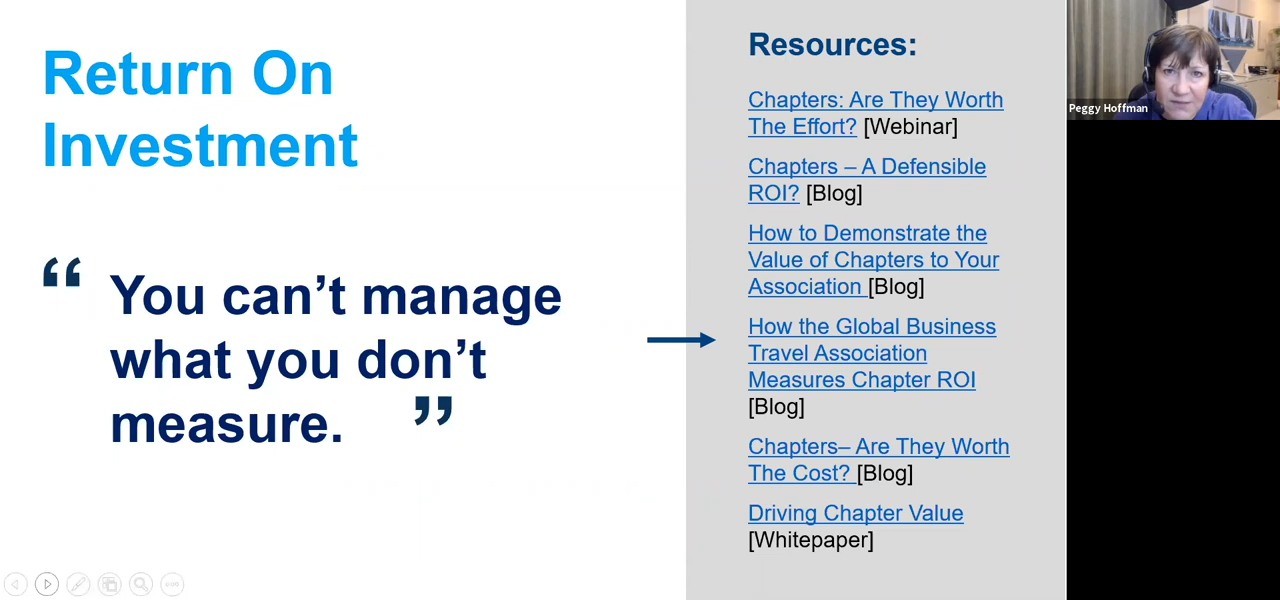 Return On
Investment
“ You can’t manage
what you don’t
measure. ”
Resources:
Chapters: Are They Worth
The Effort? [Webinar]
Chapters – A Defensible
ROI? [Blog]
How to Demonstrate the
Value of Chapters to Your
Association [Blog]
How the Global Business
Travel Association
Measures Chapter ROI
[Blog]
Chapters– Are They Worth
The Cost? [Blog]
Driving Chapter Value
[Whitepaper]
Peggy Hoffman